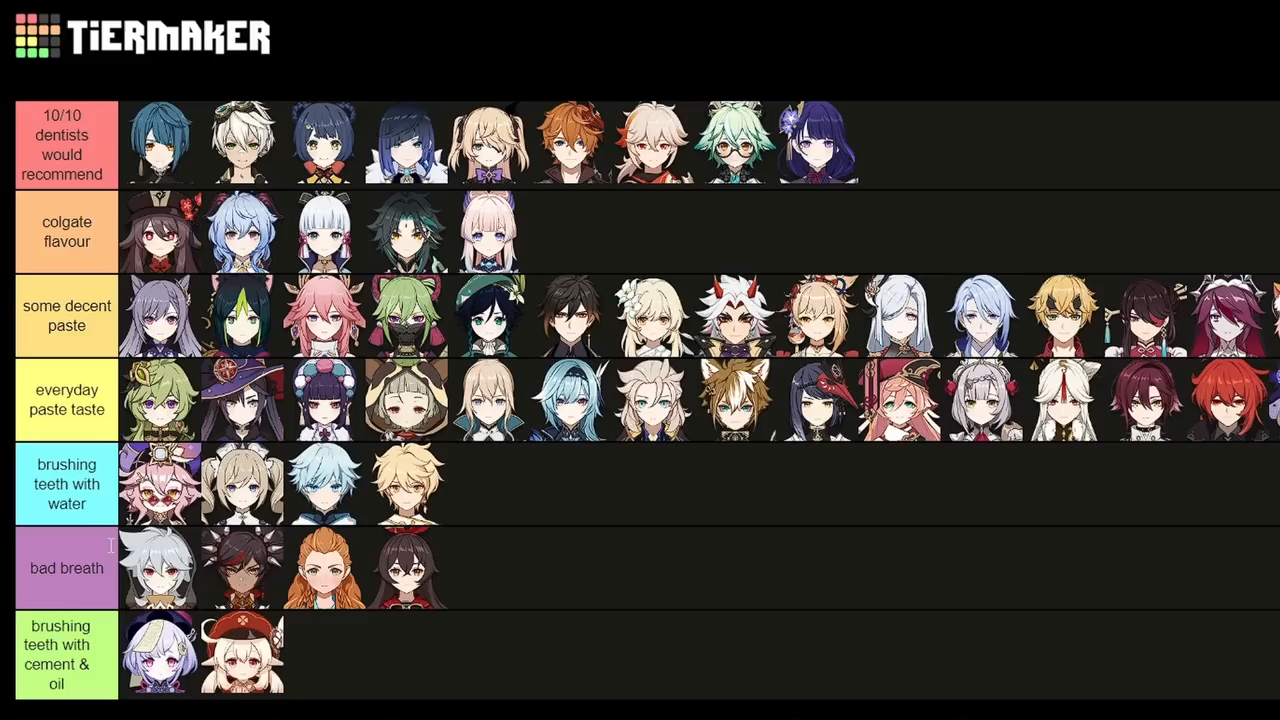 TiERMAKER
10/10
dentists
would
recommend
colgate
flavour
some decent
paste
everyday
paste taste
brushing
teeth with
water
bad breath
brushing
teeth with
cement &
oil